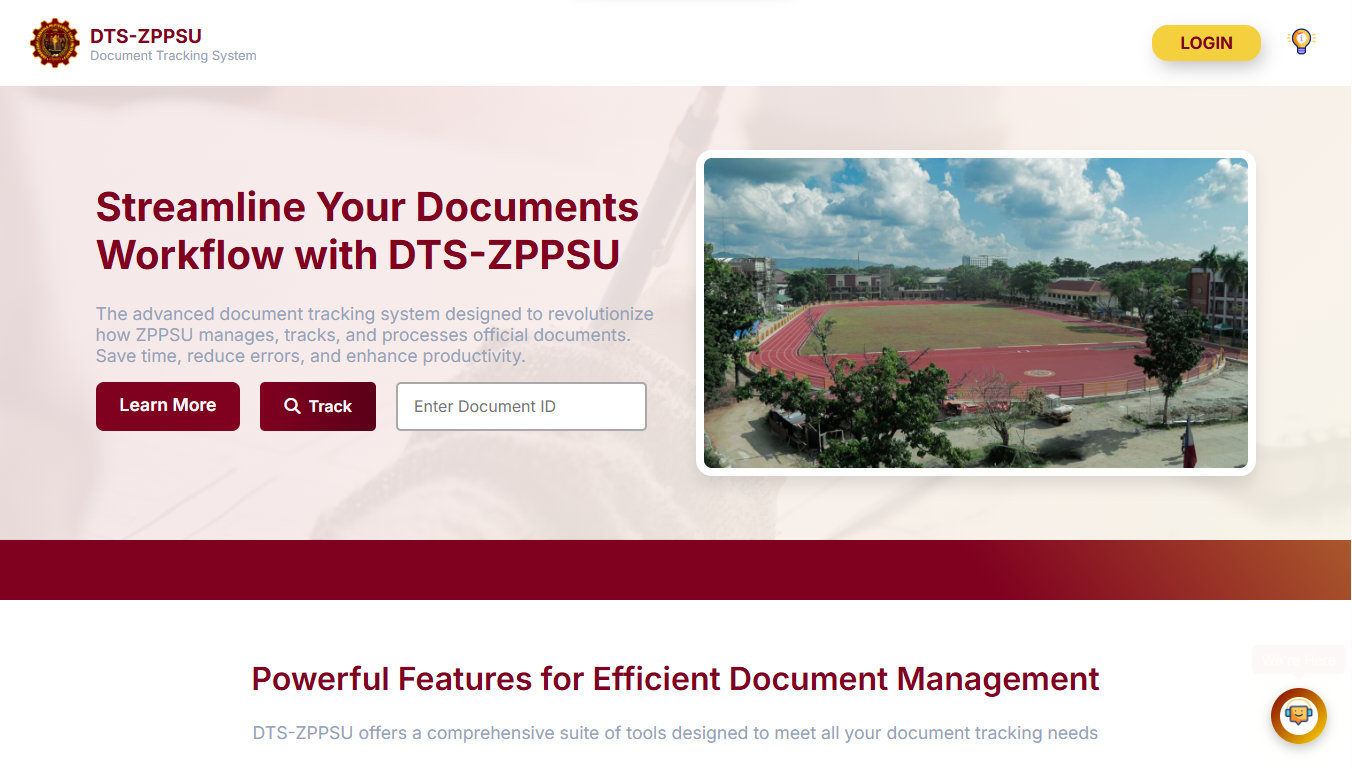 DTS-ZPPSU
Document Tracking System
LOGIN
Streamline Your Documents
Workflow with DTS-ZPPSU
The advanced document tracking system designed to revolutionize
how ZPPSU manages, tracks, and processes official documents.
Save time, reduce errors, and enhance productivity.
Learn More
Track
Enter Document ID
Powerful Features for Efficient Document Management
DTS-ZPPSU offers a comprehensive suite of tools designed to meet all your document tracking needs